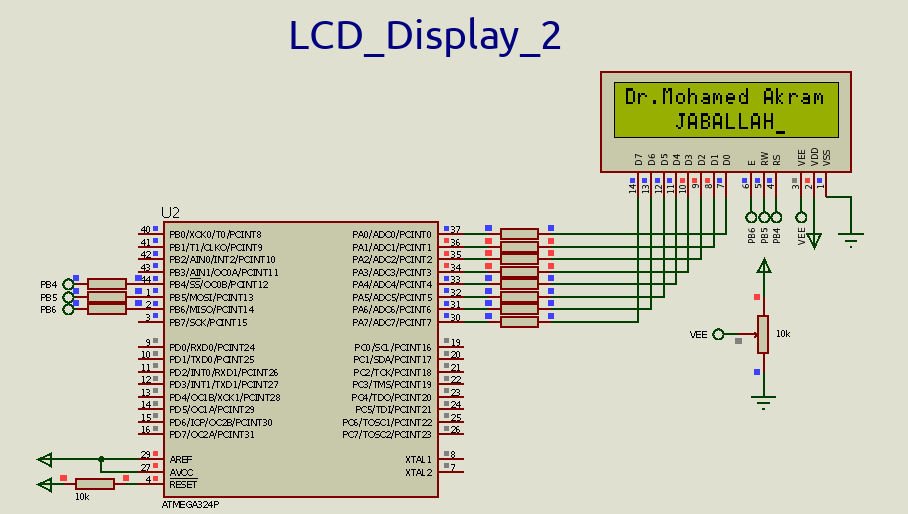 LCD_Display_2
Dr.Mohamed Akram
JABALLAH_
D7 D6 D5 D4 D3 D2 D1 D0 E RW RS VEE VDD VSS
14 13 12 11 10 9 8 7 6 5 4 3 2 1
PB6 PB5 PB4 VEE
U2
40 PB0/XCK0/T0/PCINT8 PA0/ADC0/PCINT0 37
41 PB1/T1/CLKO/PCINT9 PA1/ADC1/PCINT1 36
42 PB2/AIN0/INT2/PCINT10 PA2/ADC2/PCINT2 35
43 PB3/AIN1/OC0A/PCINT11 PA3/ADC3/PCINT3 34
PB4 44 PB4/SS/OC0B/PCINT12 PA4/ADC4/PCINT4 33
PB5 1 PB5/MOSI/PCINT13 PA5/ADC5/PCINT5 32
PB6 2 PB6/MISO/PCINT14 PA6/ADC6/PCINT6 31
3 PB7/SCK/PCINT15 PA7/ADC7/PCINT7 30
VEE 10k
9 PD0/RXD0/PCINT24 PC0/SCL/PCINT16 19
10 PD1/TXD0/PCINT25 PC1/SDA/PCINT17 20
11 PD2/INT0/RXD1/PCINT26 PC2/TCK/PCINT18 21
12 PD3/INT1/TXD1/PCINT27 PC3/TMS/PCINT19 22
13 PD4/OC1B/XCK1/PCINT28 PC4/TDO/PCINT20 23
14 PD5/OC1A/PCINT29 PC5/TDI/PCINT21 24
15 PD6/ICP/OC2B/PCINT30 PC6/TOSC1/PCINT22 25
16 PD7/OC2A/PCINT31 PC7/TOSC2/PCINT23 26
29 AREF XTAL1 8
27 AVCC XTAL2 7
4 RESET
10k
ATMEGA324P